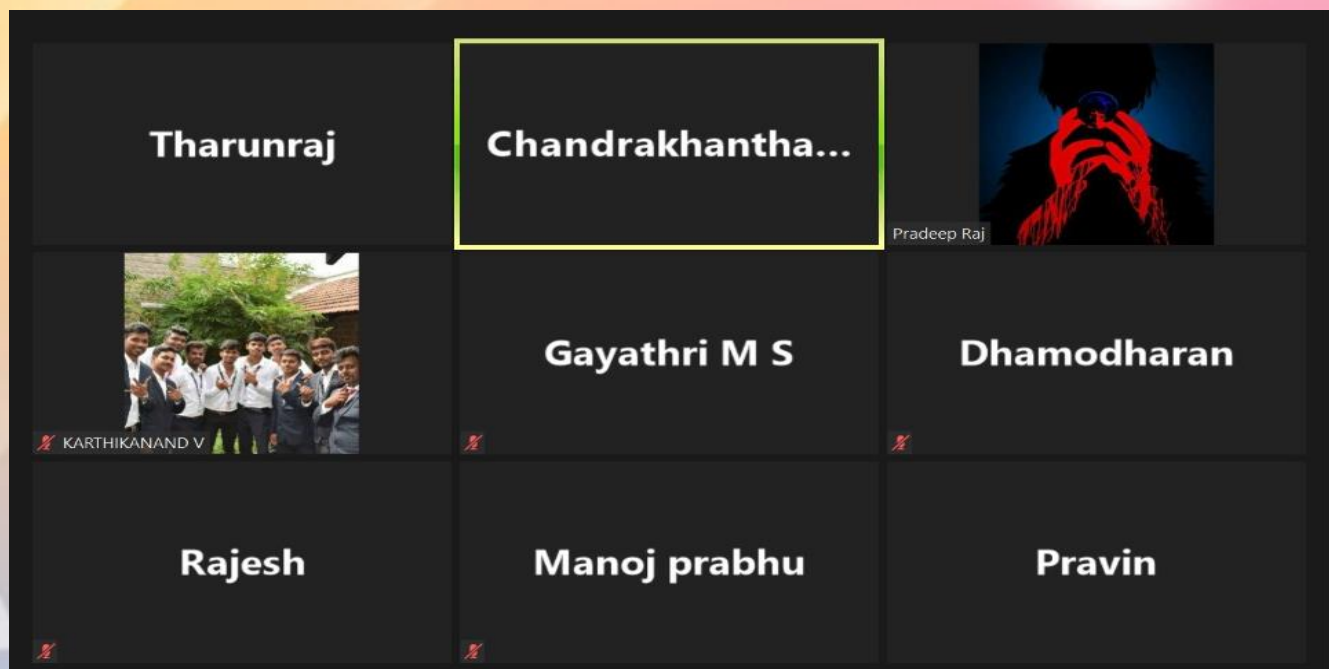 Tharunraj
Chandrakhantha...
Pradeep Raj
KARTHIKANAND V
Gayathri M S
Dhamodharan
Rajesh
Manoj prabhu
Pravin